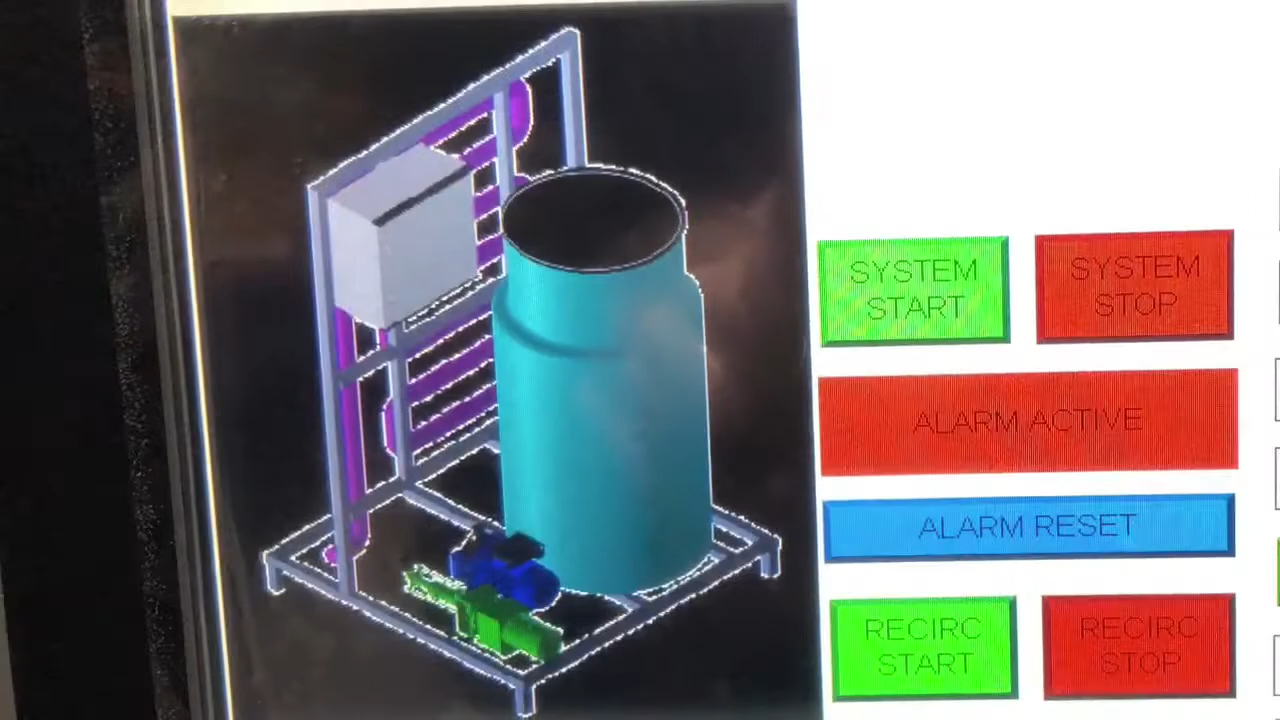 SYSTEM
START
SYSTEM
STOP
ALARM ACTIVE
ALARM RESET
RECIRC
START
RECIRC
STOP